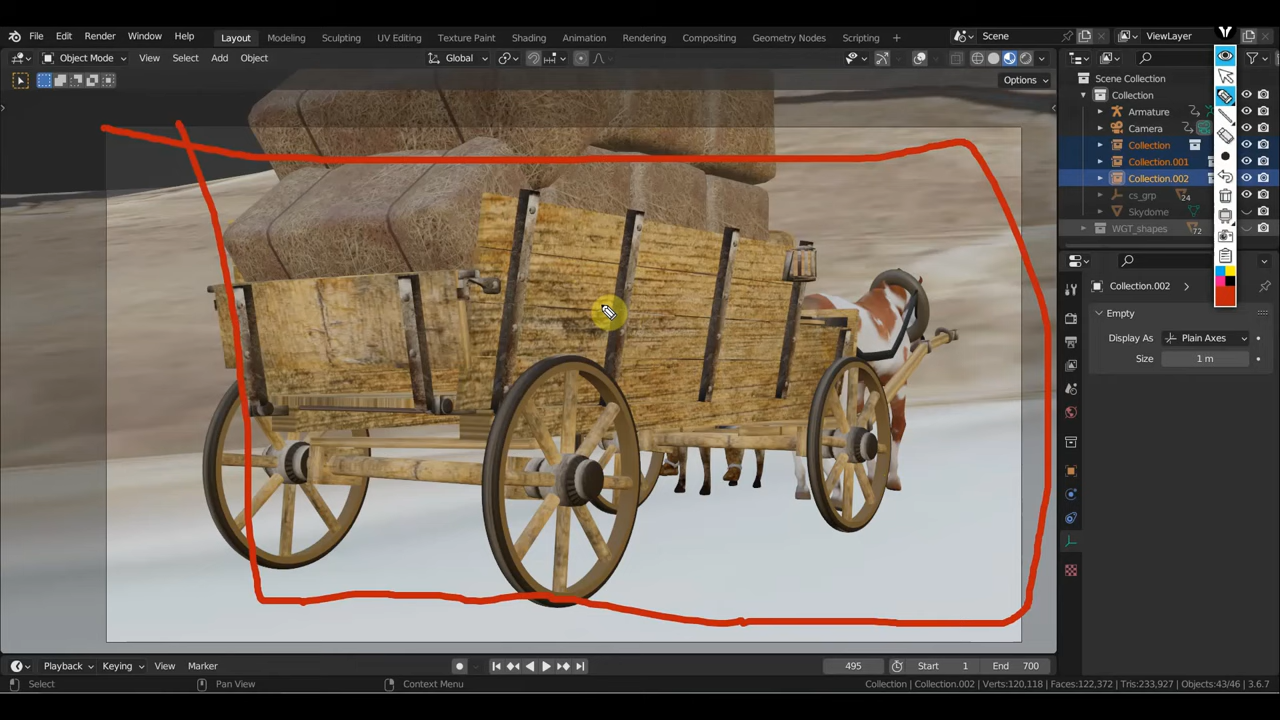 File Edit Render Window Help Layout Modeling Sculpting UV Editing Texture Paint Shading Animation Rendering Compositing Geometry Nodes Scripting + Scene ViewLayer
Object Mode View Select Add Object Global
Options
Scene Collection
Collection
Armature
Camera
Collection
Collection.001
Collection.002
cs_grp 24
Skydome
WGT_shapes 72
Collection.002
Empty
Display As Plain Axes
Size 1 m
Playback Keying View Marker 495 Start 1 End 700
Select Pan View Context Menu Collection | Collection.002 | Verts:120,118 | Faces:122,372 | Tris:233,927 | Objects:43/46 | 3.6.7